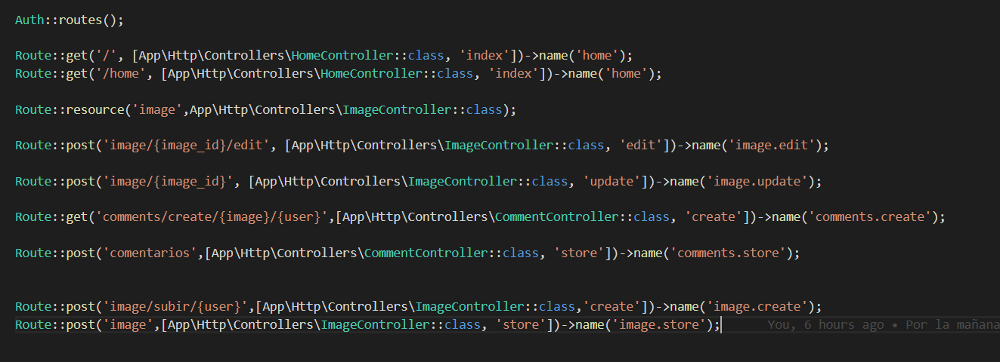 Auth::routes();
Route::get('/', [App\Http\Controllers\HomeController::class, 'index'])->name('home');
Route::get('/home', [App\Http\Controllers\HomeController::class, 'index'])->name('home');
Route::resource('image',App\Http\Controllers\ImageController::class);
Route::post('image/{image_id}/edit', [App\Http\Controllers\ImageController::class, 'edit'])->name('image.edit');
Route::post('image/{image_id}', [App\Http\Controllers\ImageController::class, 'update'])->name('image.update');
Route::get('comments/create/{image}/{user}',[App\Http\Controllers\CommentController::class, 'create'])->name('comments.create');
Route::post('comentarios',[App\Http\Controllers\CommentController::class, 'store'])->name('comments.store');
Route::post('image/subir/{user}',[App\Http\Controllers\ImageController::class,'create'])->name('image.create');
Route::post('image',[App\Http\Controllers\ImageController::class, 'store'])->name('image.store'); You, 6 hours ago • Por la mañana